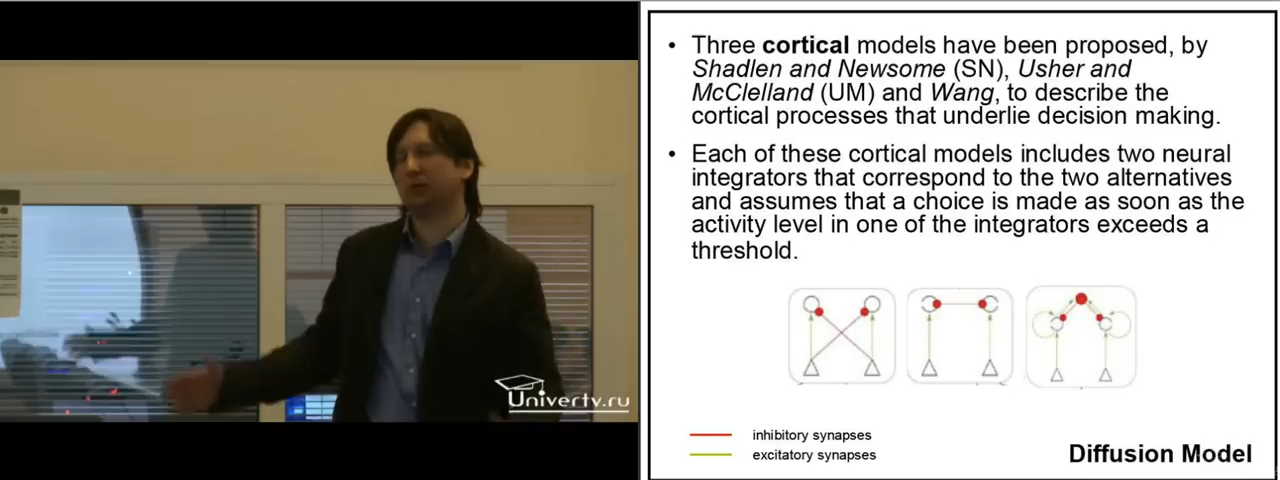 • Three cortical models have been proposed, by
Shadlen and Newsome (SN), Usher and
McClelland (UM) and Wang, to describe the
cortical processes that underlie decision making.
• Each of these cortical models includes two neural
integrators that correspond to the two alternatives
and assumes that a choice is made as soon as the
activity level in one of the integrators exceeds a
threshold.
inhibitory synapses
excitatory synapses
Diffusion Model
Univertv.ru